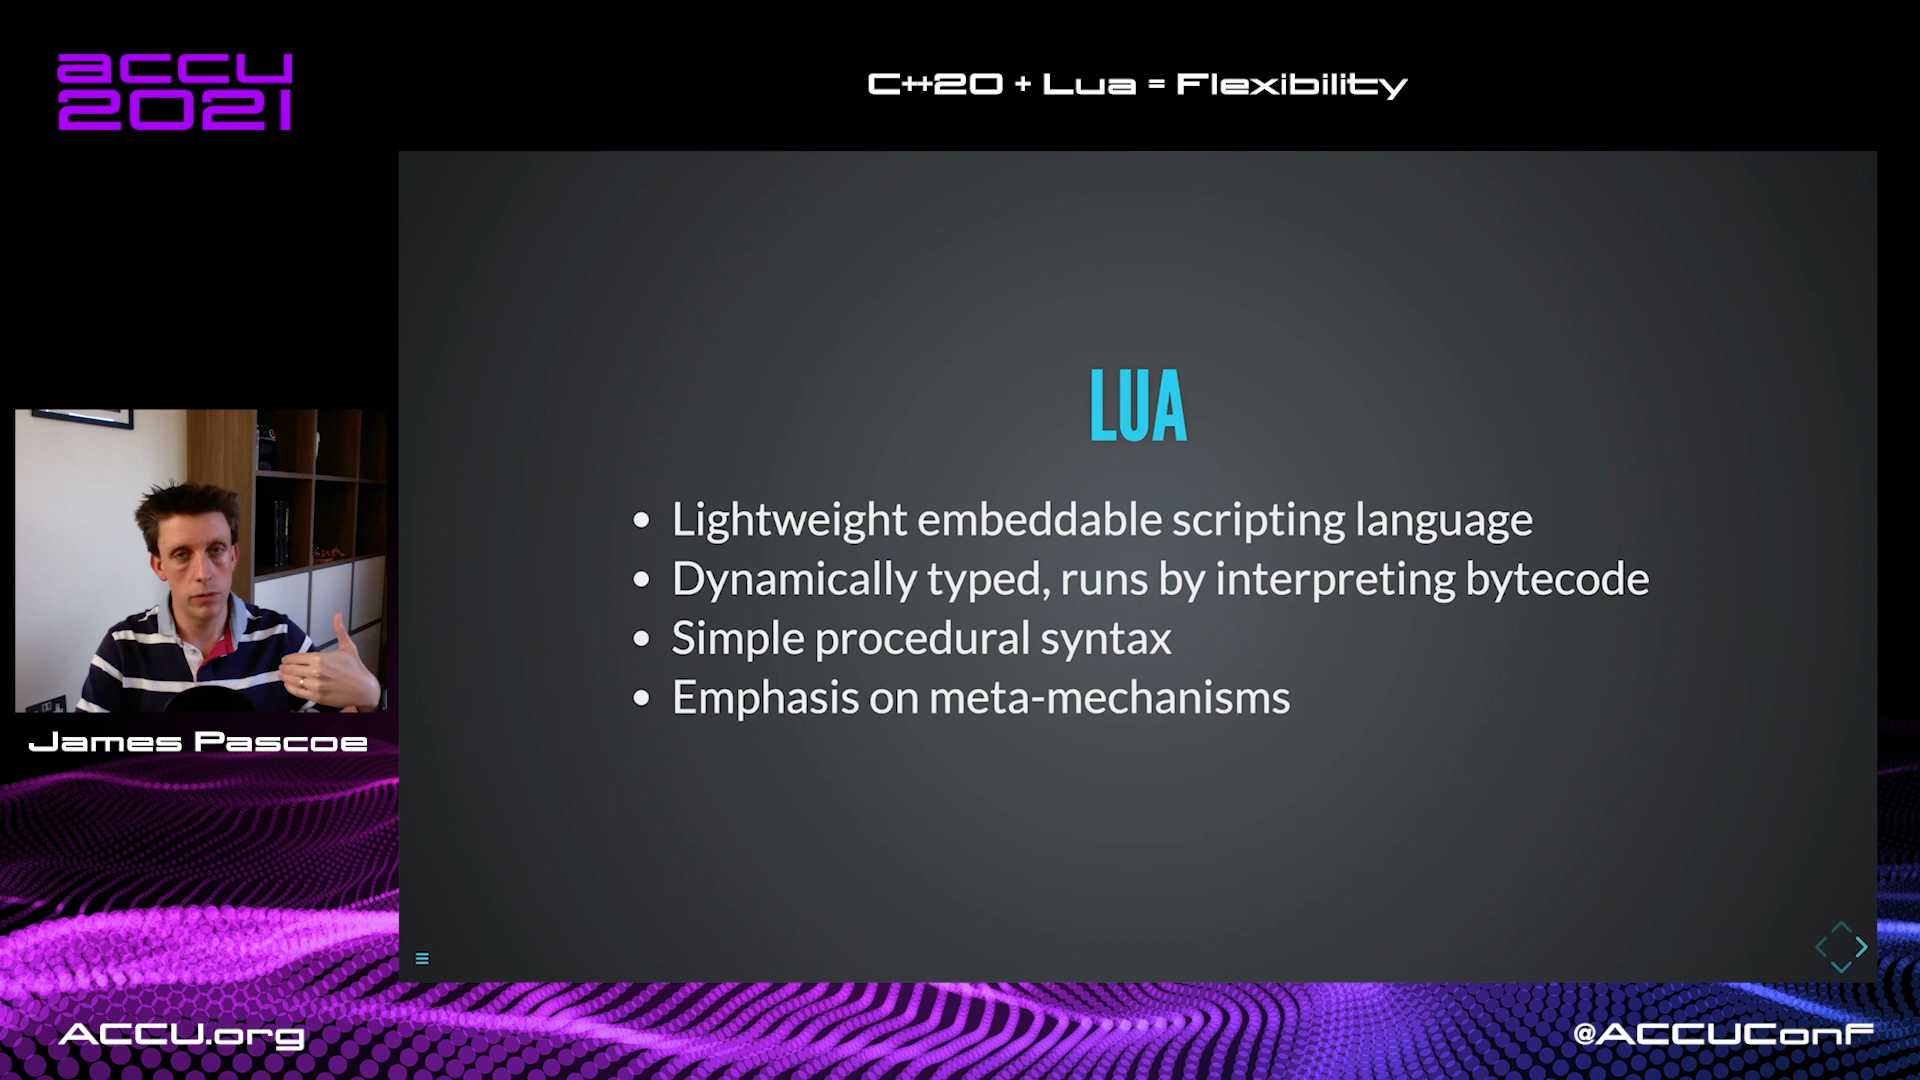 accu
2021
C++20 + Lua = Flexibility
LUA
Lightweight embeddable scripting language
Dynamically typed, runs by interpreting bytecode
Simple procedural syntax
Emphasis on meta-mechanisms
James Pascoe
ACCU.org
@ACCUConf